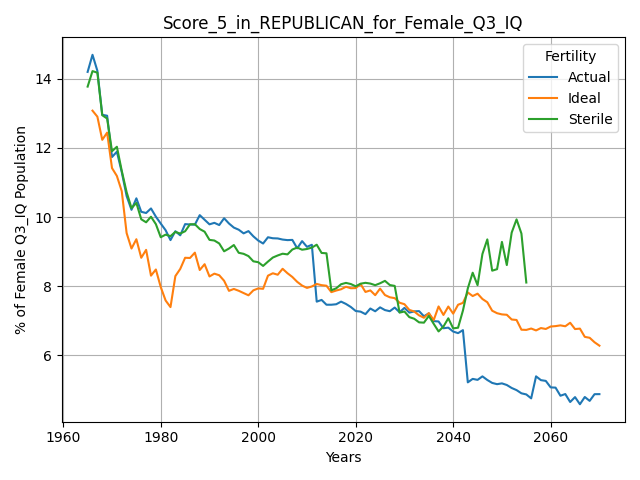 Score_5_in_REPUBLICAN_for_Female_Q3_IQ
Fertility
Actual
Ideal
Sterile
% of Female Q3_IQ Population
14
12
10
8
6
1960
1980
2000
2020
2040
2060
Years